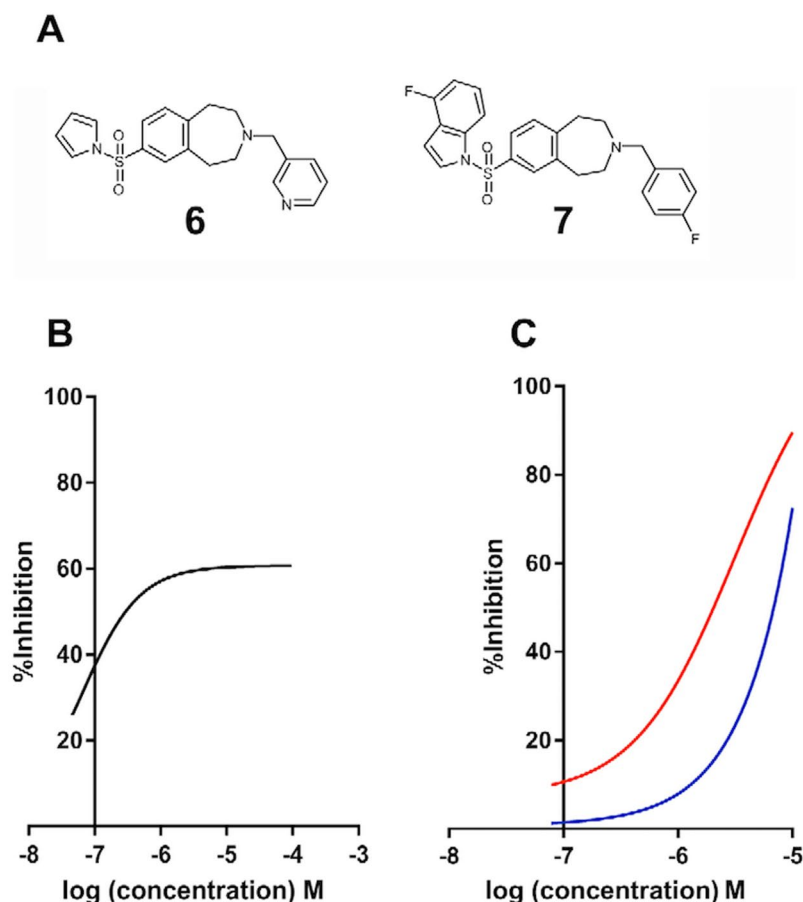 A
N
S
O
O
N
N
6
F
N
S
O
O
N
F
7
B
100
80
60
40
20
%Inhibition
-8 -7 -6 -5 -4 -3
log (concentration) M
C
100
80
60
40
20
%Inhibition
-8 -7 -6 -5
log (concentration) M